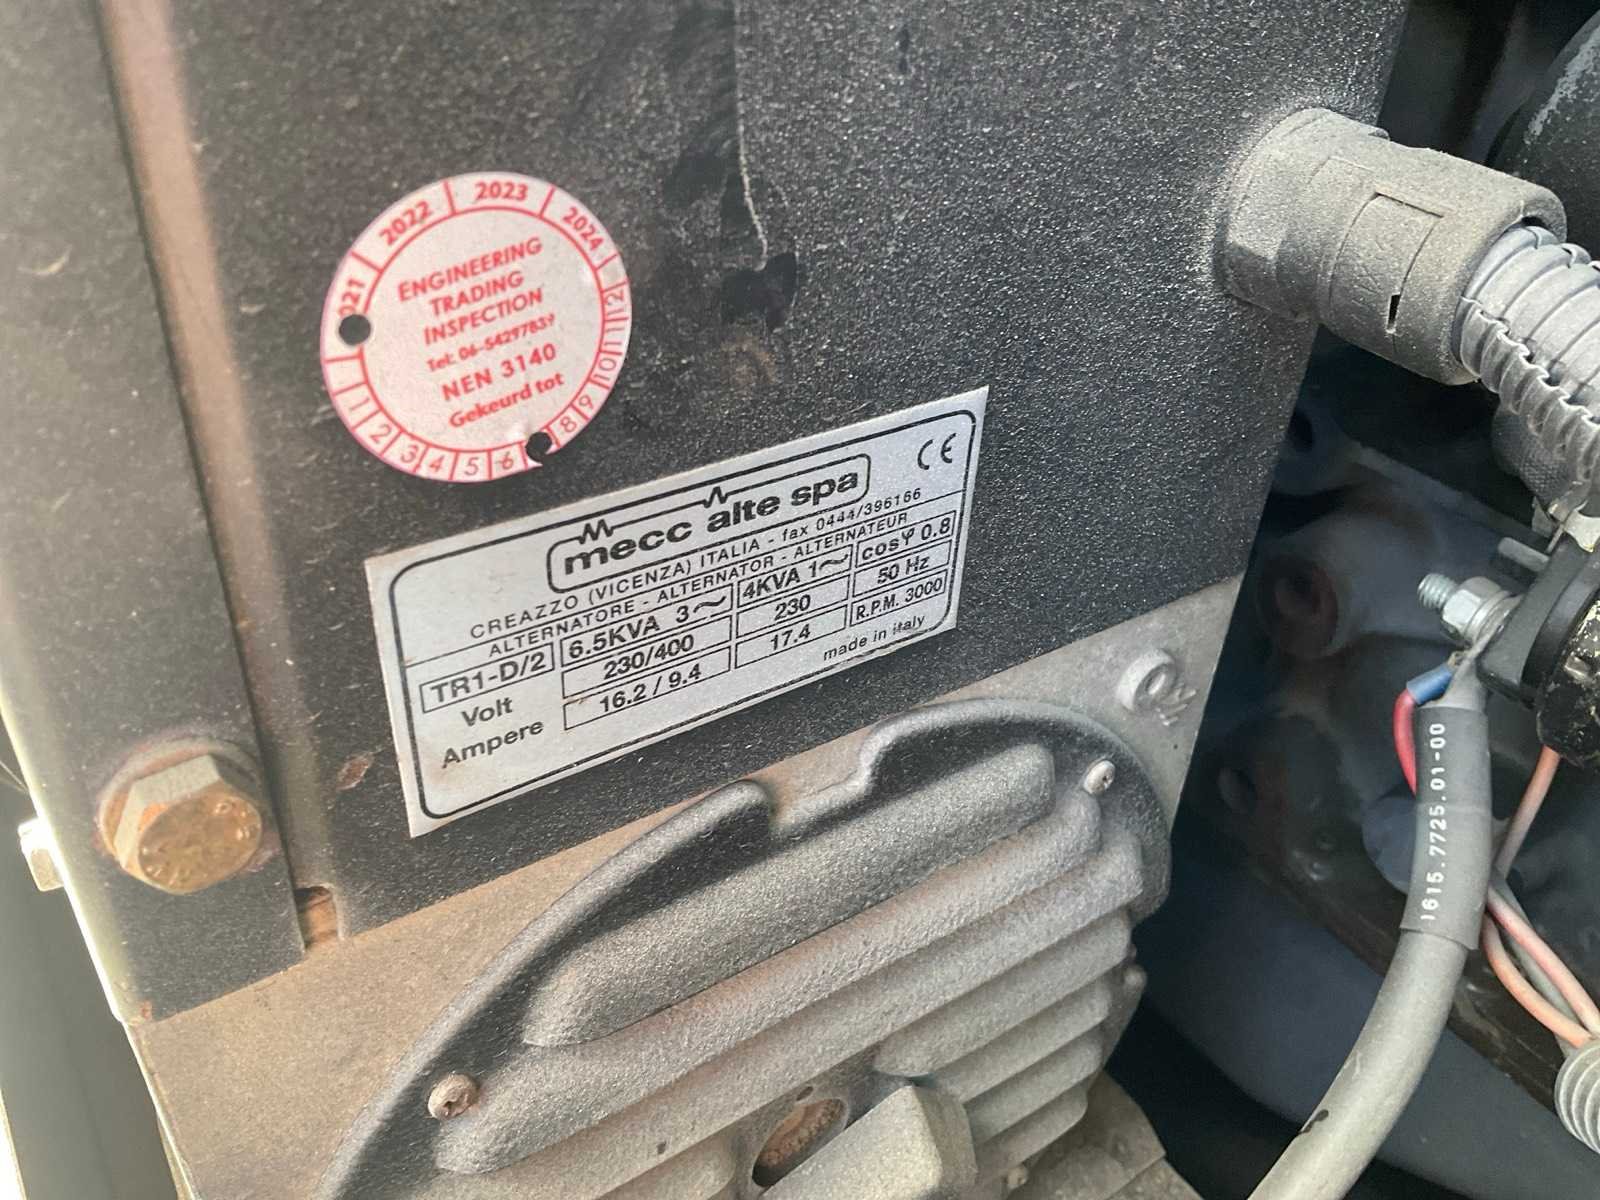 2021 2022 2023 2024
ENGINEERING
TRADING
INSPECTION
Tel: 06-54297839
NEN 3140
Gekeurd tot
1 2 3 4 5 6 8 9 10 11 12
mecc alte spa
CE
CREAZZO (VICENZA) ITALIA - fax 0444/396166
ALTERNATORE - ALTERNATOR - ALTERNATEUR
TR1-D/2 6.5KVA 3~ 4KVA 1~ cosφ 0.8
Volt 230/400 230 50 Hz
Ampere 16.2 / 9.4 17.4 R.P.M. 3000
made in italy
1615.7725.01-00